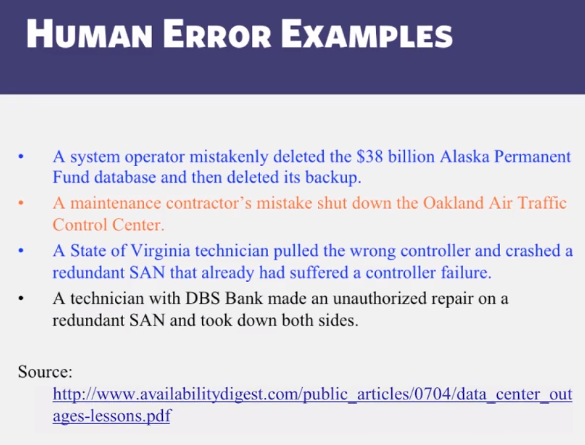 HUMAN ERROR EXAMPLES
• A system operator mistakenly deleted the $38 billion Alaska Permanent
Fund database and then deleted its backup.
• A maintenance contractor's mistake shut down the Oakland Air Traffic
Control Center.
• A State of Virginia technician pulled the wrong controller and crashed a
redundant SAN that already had suffered a controller failure.
• A technician with DBS Bank made an unauthorized repair on a
redundant SAN and took down both sides.
Source:
http://www.availabilitydigest.com/public_articles/0704/data_center_out
ages-lessons.pdf